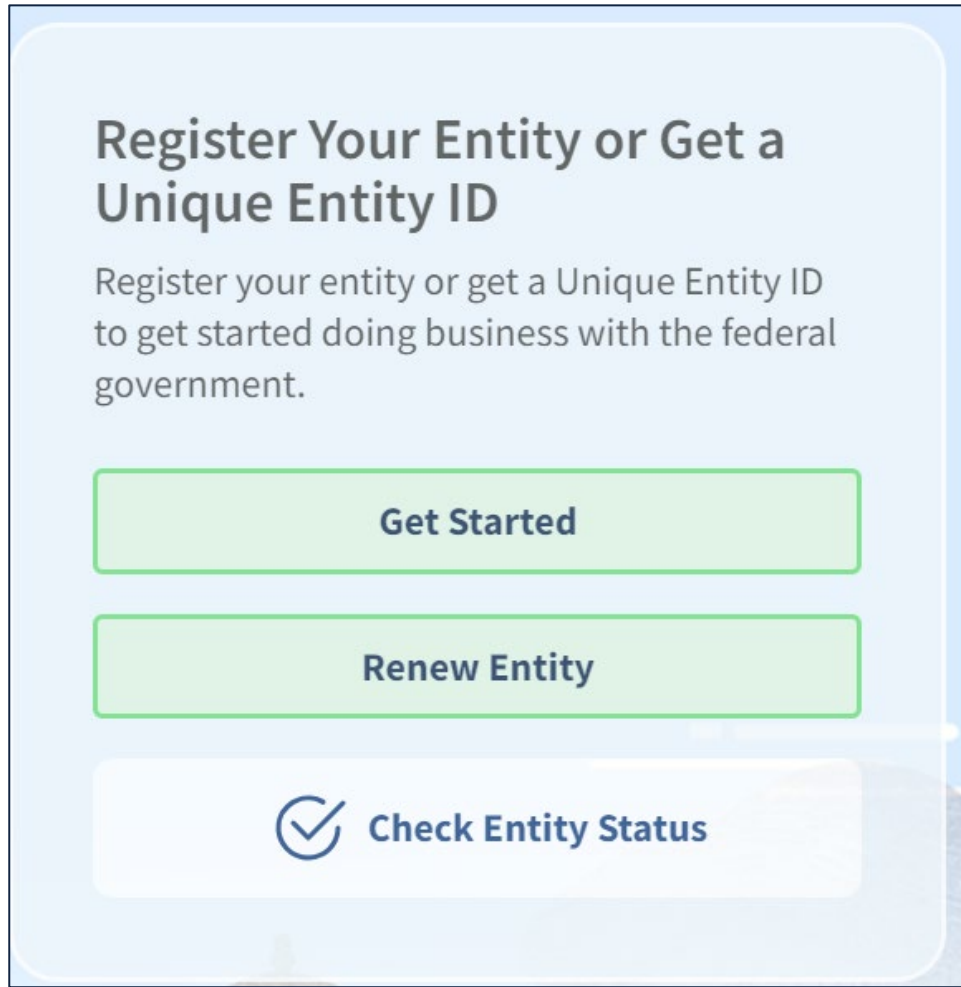 Register Your Entity or Get a
Unique Entity ID
Register your entity or get a Unique Entity ID
to get started doing business with the federal
government.
Get Started
Renew Entity
Check Entity Status